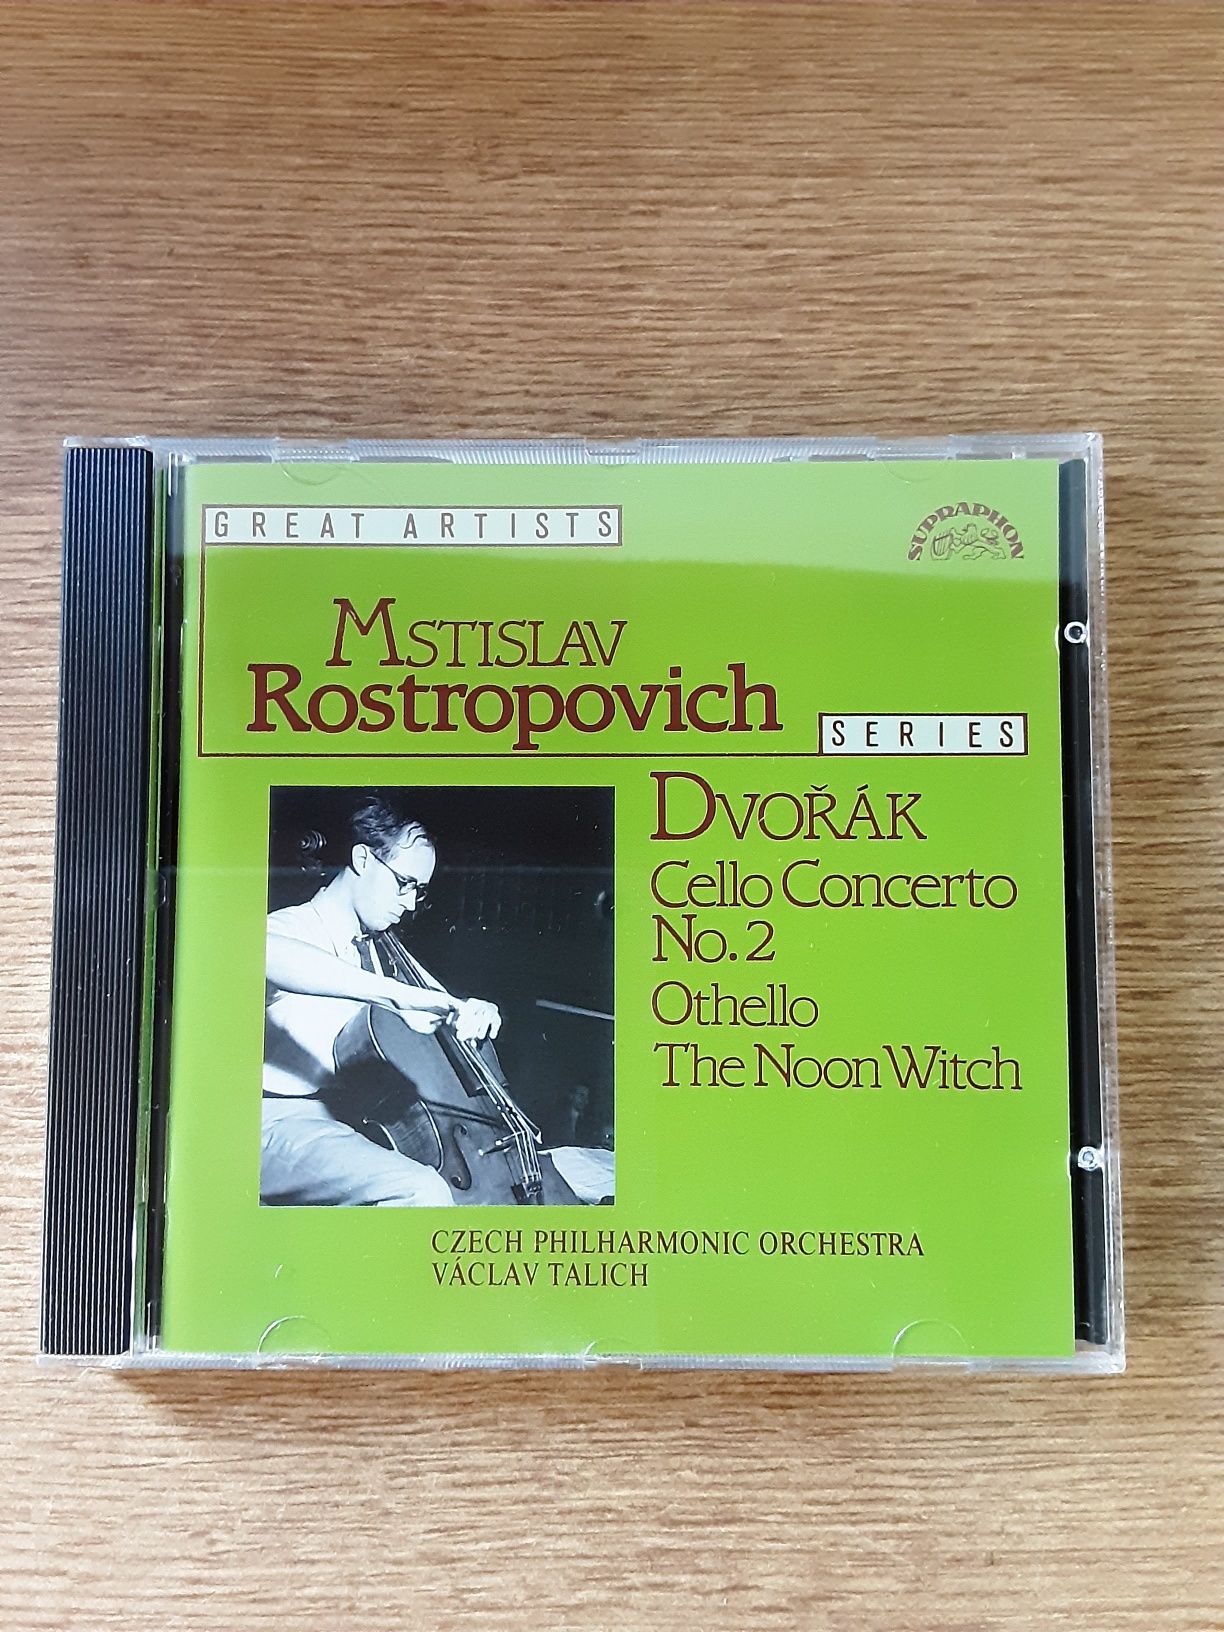 GREAT ARTISTS
SUPRAPHON
MSTISLAV
Rostropovich
SERIES
DVOŘÁK
Cello Concerto
No. 2
Othello
The Noon Witch
CZECH PHILHARMONIC ORCHESTRA
VÁCLAV TALICH